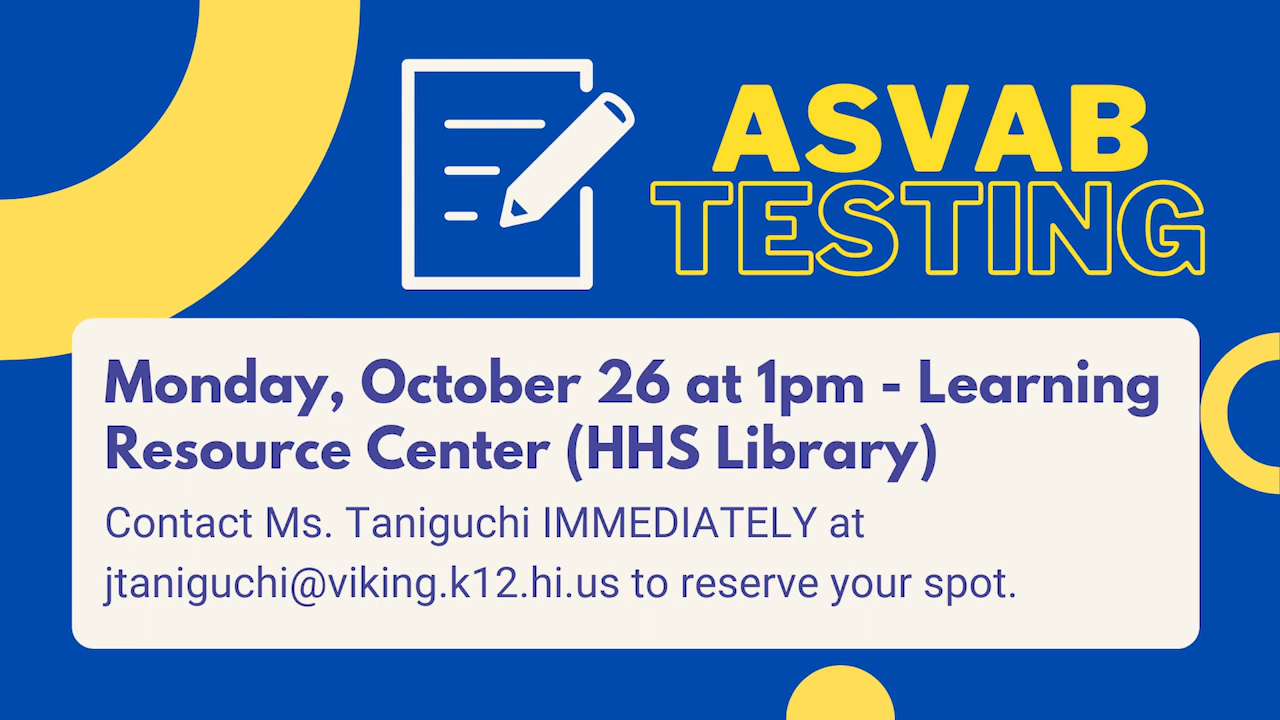 ASVAB
TESTING
Monday, October 26 at 1pm - Learning
Resource Center (HHS Library)
Contact Ms. Taniguchi IMMEDIATELY at
jtaniguchi@viking.k12.hi.us to reserve your spot.